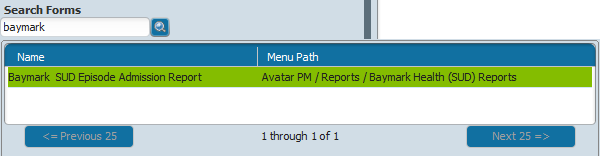 Search Forms
baymark
Name Menu Path
Baymark SUD Episode Admission Report Avatar PM / Reports / Baymark Health (SUD) Reports
<= Previous 25 1 through 1 of 1 Next 25 =>